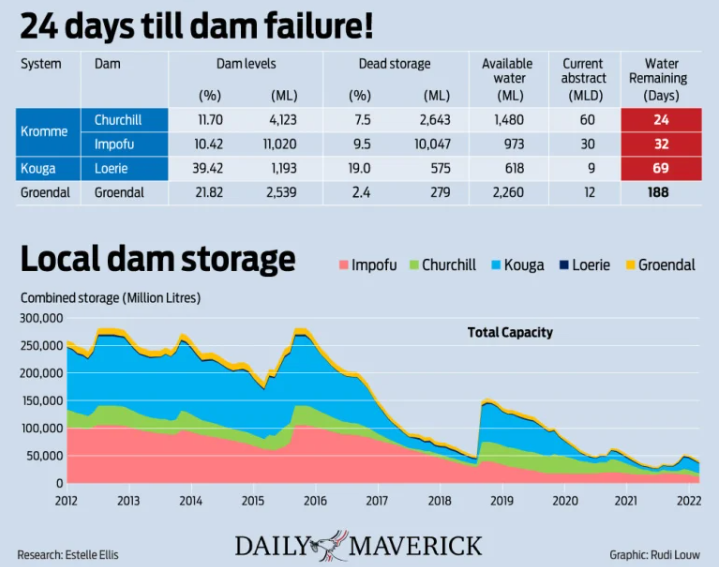 24 days till dam failure!
System Dam Dam levels Dead storage Available water (ML) Current abstract (MLD) Water Remaining (Days)
(%) (ML) (%) (ML)
Kromme Churchill 11.70 4,123 7.5 2,643 1,480 60 24
Impofu 10.42 11,020 9.5 10,047 973 30 32
Kouga Loerie 39.42 1,193 19.0 575 618 9 69
Groendal Groendal 21.82 2,539 2.4 279 2,260 12 188
Local dam storage
Impofu Churchill Kouga Loerie Groendal
Combined storage (Million Litres)
Total Capacity
300,000
250,000
200,000
150,000
100,000
50,000
0
2012 2013 2014 2015 2016 2017 2018 2019 2020 2021 2022
Research: Estelle Ellis
DAILY MAVERICK
Graphic: Rudi Louw